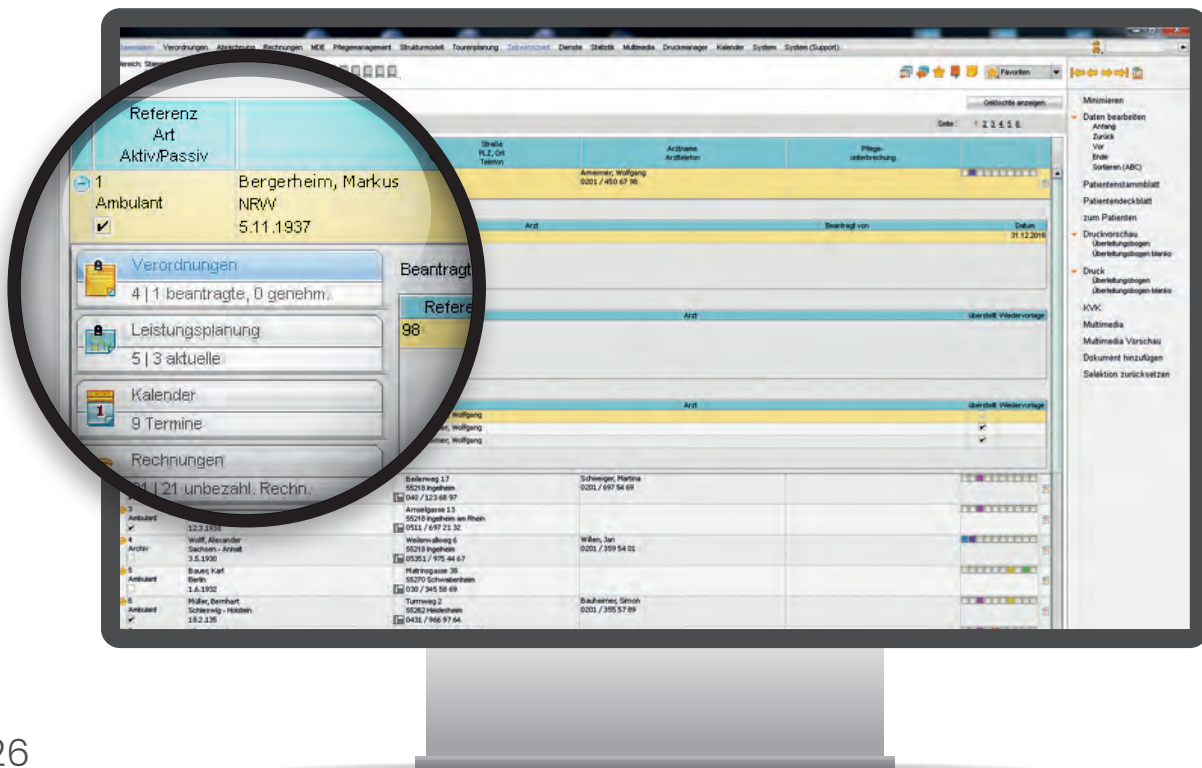 Verordnungen Abrechnung Rechnungen MDE Pflegemanagement Strukturmodell Tourenplanung Dienste Statistik Multimedia Druckmanager Kalender System System (Support)
Favoriten
Gelöschte anzeigen
Seite: 1 2 3 4 5 6
Referenz
Art
Aktiv/Passiv
Straße
PLZ, Ort
Telefon
Arztname
Arzttelefon
Pflege-
unterbrechung
1 Bergerheim, Markus
Ambulant NRW
5.11.1937
Ameimer, Wolfgang
0201 / 450 67 98
Arzt Beantragt von Datum
31.12.2016
Verordnungen
4 | 1 beantragte, 0 genehm.
Beantragt
Refere
98
Arzt überstellt Wiedervorlage
Leistungsplanung
5 | 3 aktuelle
Kalender
9 Termine
Arzt überstellt Wiedervorlage
Wolfgang
Wolfgang
Wolfgang
Rechnungen
21 unbezahl. Rechn.
Beilenweg 17
55218 Ingelheim
040 / 123 68 97
Schweiger, Martina
0201 / 697 54 69
3
Ambulant
12.3.1938
Amselgasse 13
55218 Ingelheim am Rhein
0511 / 697 21 32
4 Wolff, Alexander
Archiv Sachsen - Anhalt
3.5.1930
Weilenwallweg 6
55218 Ingelheim
05351 / 975 44 67
Willen, Jan
0201 / 359 54 01
5 Bauer, Karl
Ambulant Berlin
1.6.1932
55270 Schwabenheim
030 / 345 58 69
6 Müller, Bernhart
Ambulant Schleswig - Holstein
18.2.135
Turmweg 2
55262 Heidesheim
0431 / 966 97 64
Bauheimer, Simon
0201 / 355 57 89
Minimieren
Daten bearbeiten
Anfang
Zurück
Vor
Ende
Sortieren (ABC)
Patientenstammblatt
Patientendeckblatt
zum Patienten
Druckvorschau
Überleitungsbogen
Überleitungsbogen blanko
Druck
Überleitungsbogen
Überleitungsbogen blanko
KVK
Multimedia
Multimedia Vorschau
Dokument hinzufügen
Selektion zurücksetzen
26